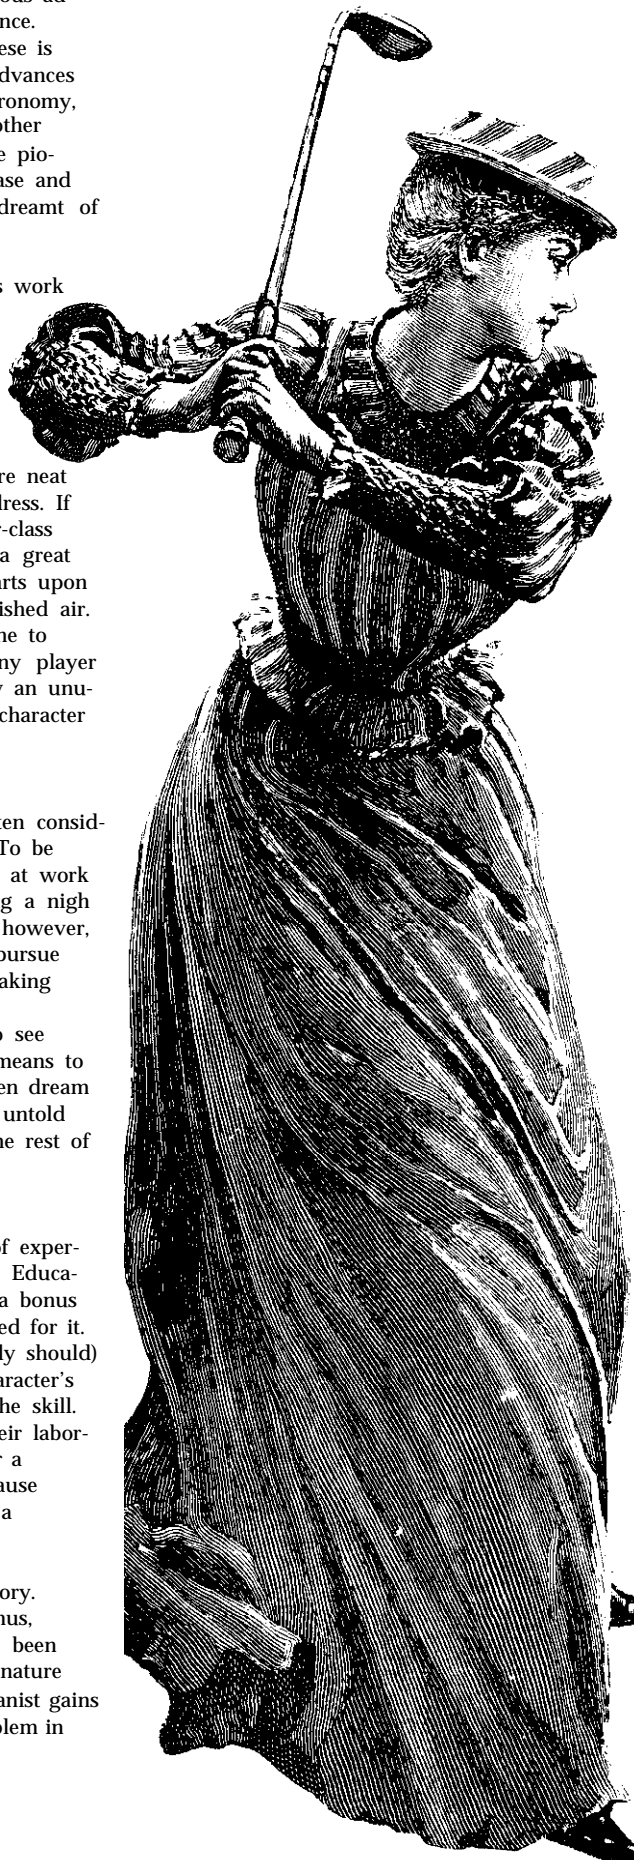 ous ad-
nce.
ese is
dvances
ronomy,
other
e pio-
ase and
dreamt of
s work
re neat
dress. If
r-class
a great
arts upon
ished air.
ne to
ny player
y an unu-
character
ten consid-
To be
at work
g a nigh
however,
pursue
aking
o see
means to
en dream
untold
he rest of
of exper-
Educa-
a bonus
ed for it.
ly should)
aracter's
he skill.
eir labor-
r a
ause
a
ory.
nus,
been
nature
anist gains
blem in